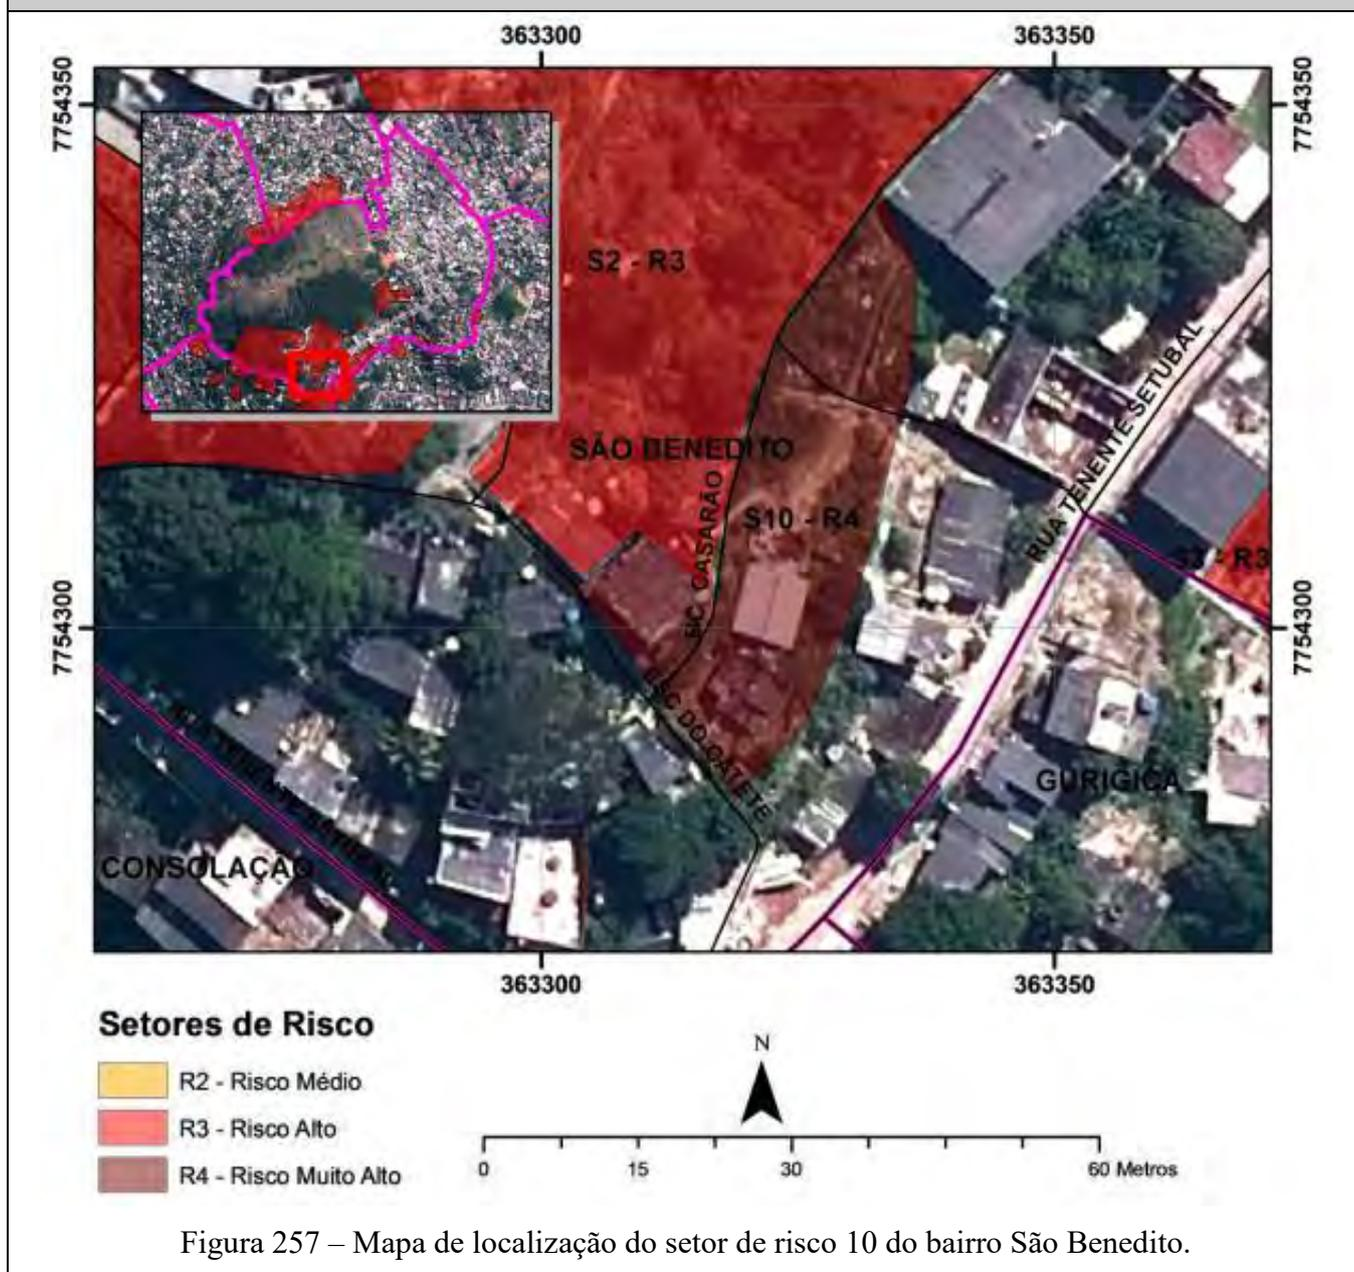 363300 363350
7754350 7754350
S2 - R3
RUA TENENTE SETUBAL
SÃO BENEDITO
S10 - R4
CASARÃO
S3 - R3
7754300 7754300
ESC DO CATETE
GURIGICA
CONSOLAÇÃO
363300 363350
Setores de Risco
R2 - Risco Médio
R3 - Risco Alto
R4 - Risco Muito Alto
N
0 15 30 60 Metros
Figura 257 – Mapa de localização do setor de risco 10 do bairro São Benedito.